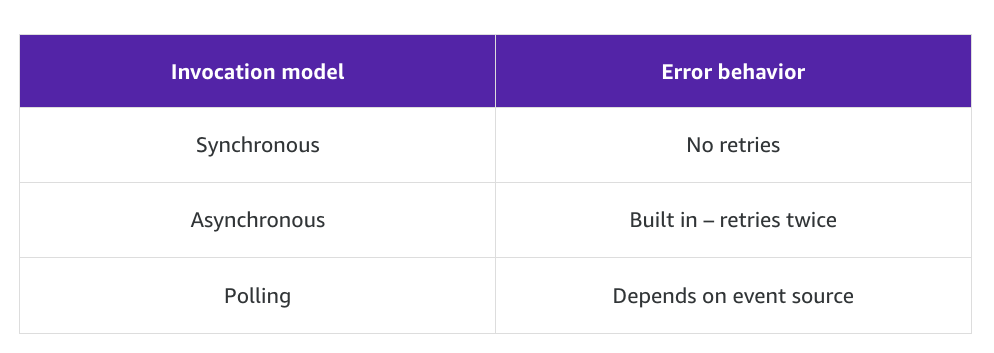 Invocation model
Error behavior
Synchronous
No retries
Asynchronous
Built in – retries twice
Polling
Depends on event source